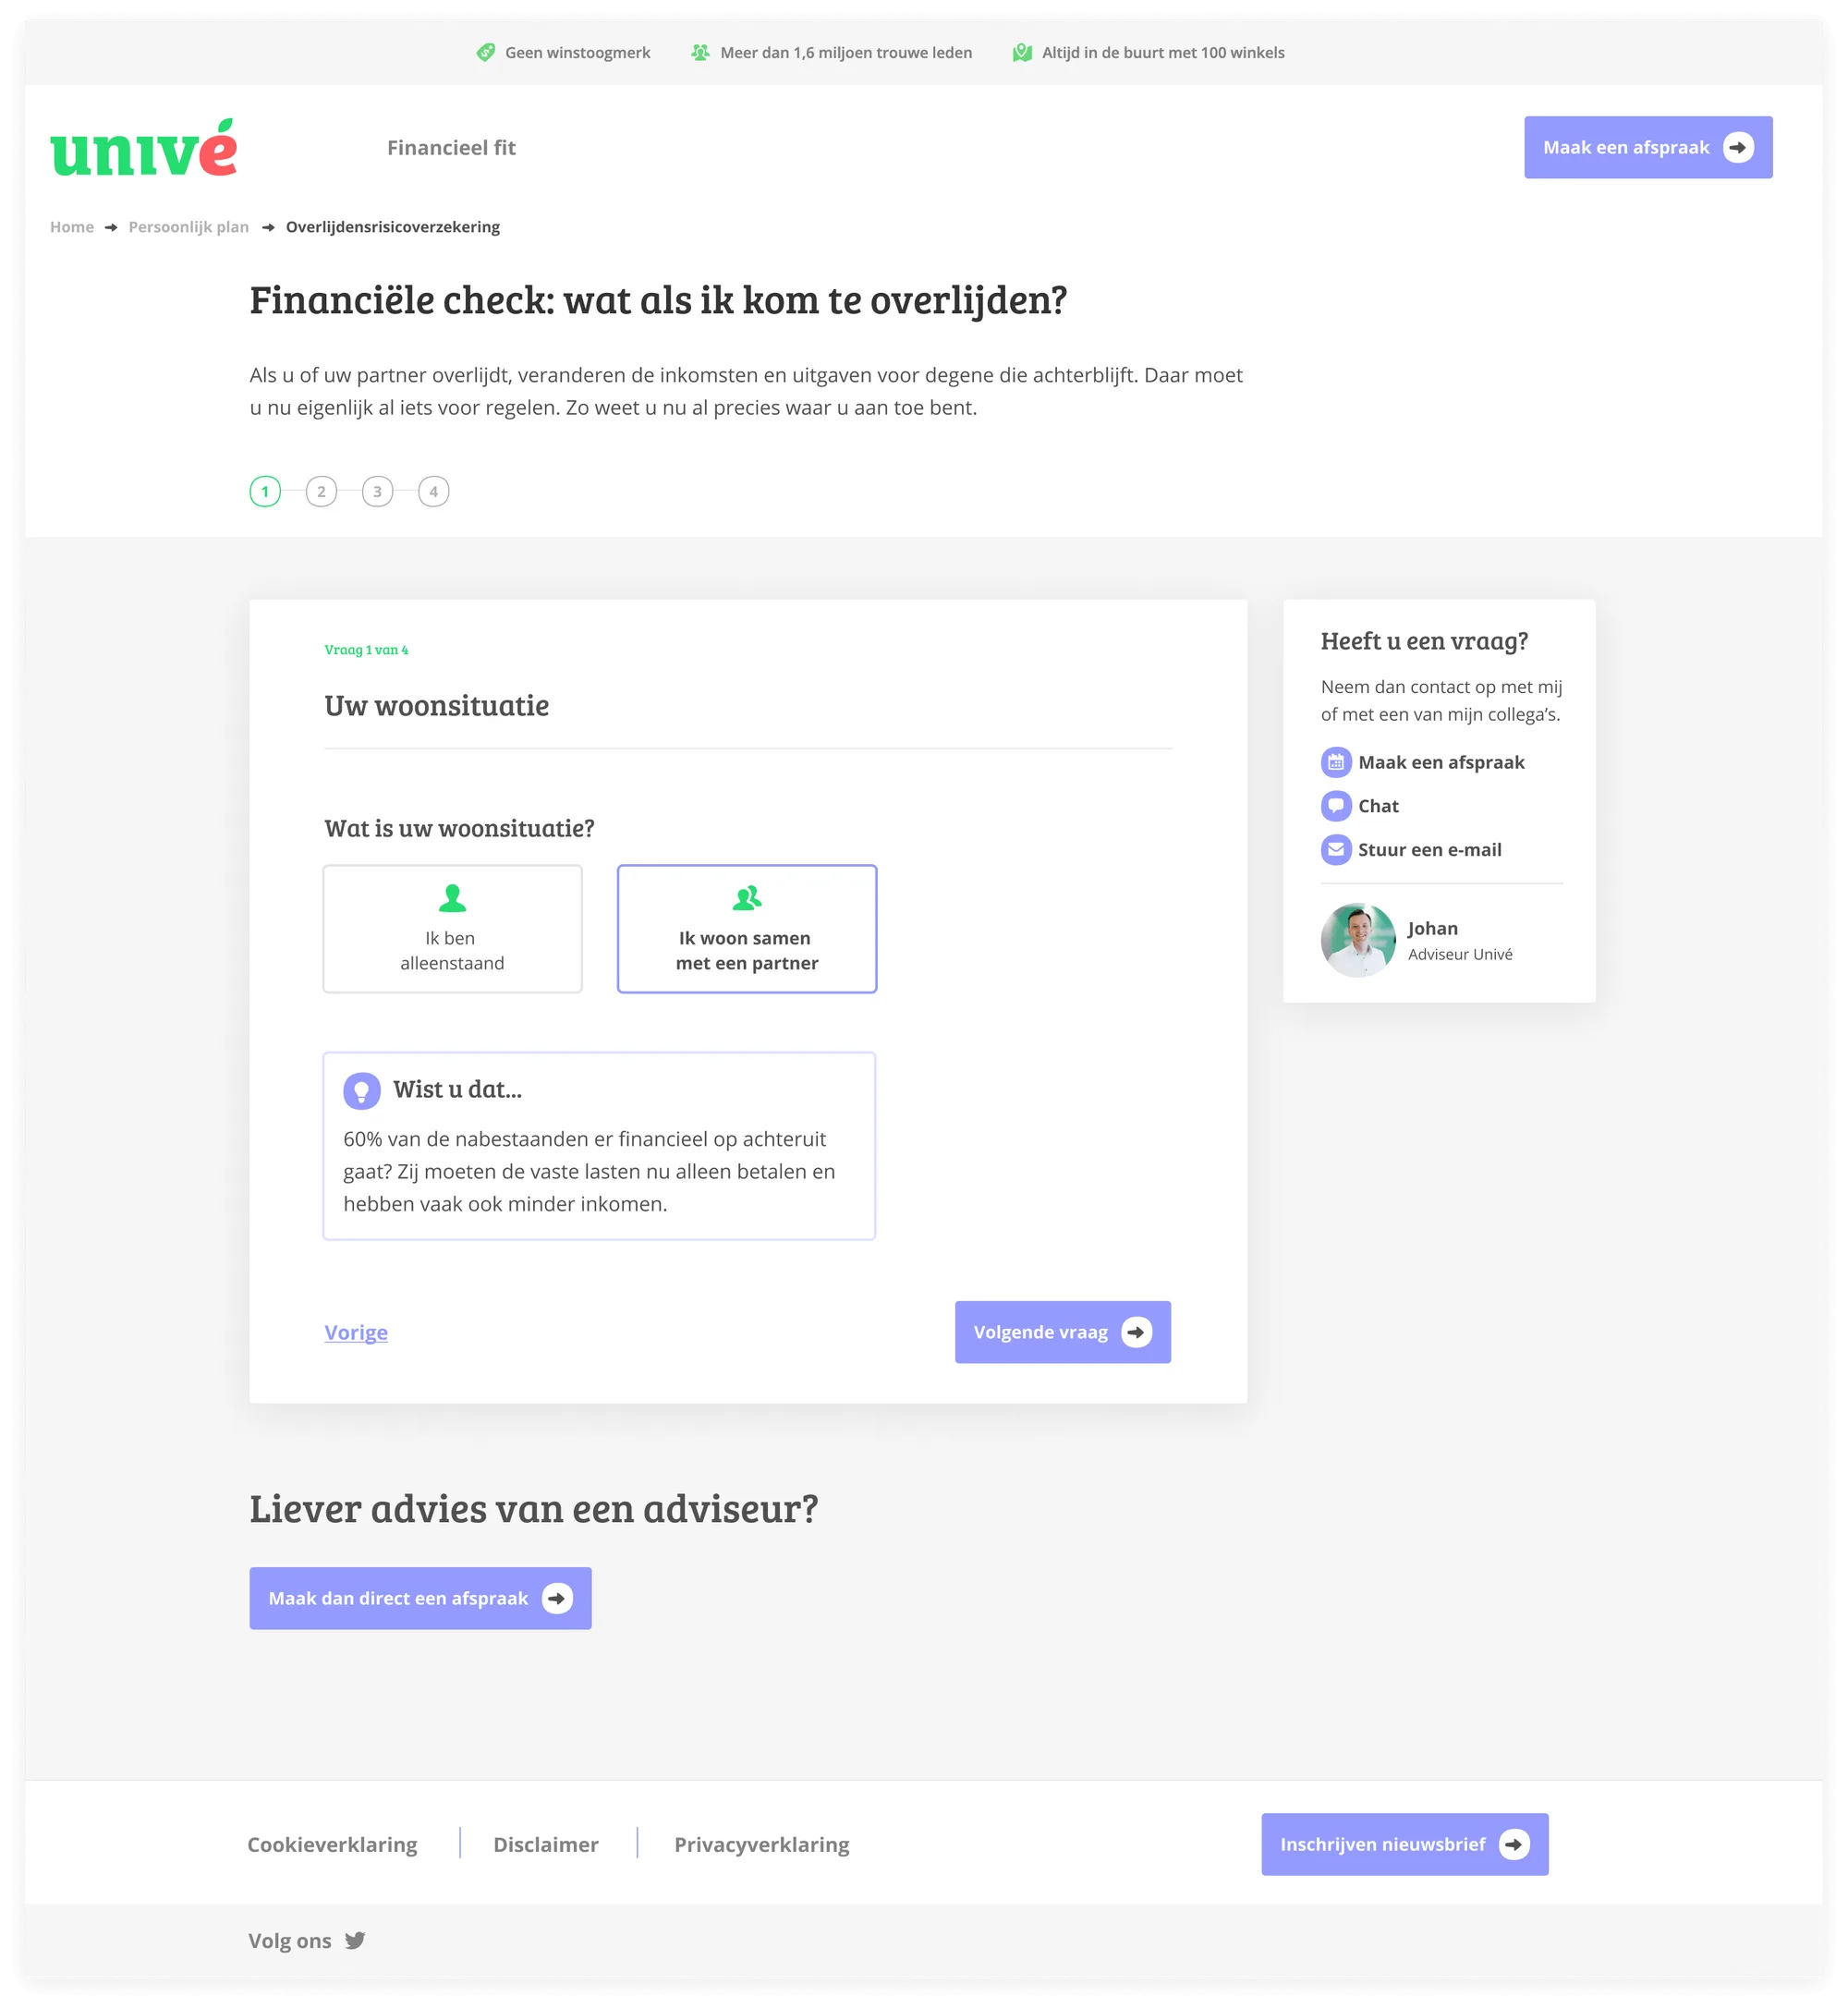 Geen winstoogmerk
Meer dan 1,6 miljoen trouwe leden
Altijd in de buurt met 100 winkels
univé
Financieel fit
Maak een afspraak
Home
Persoonlijk plan
Overlijdensrisicoverzekering
Financiële check: wat als ik kom te overlijden?
Als u of uw partner overlijdt, veranderen de inkomsten en uitgaven voor degene die achterblijft. Daar moet
u nu eigenlijk al iets voor regelen. Zo weet u nu al precies waar u aan toe bent.
1
2
3
4
Vraag 1 van 4
Uw woonsituatie
Wat is uw woonsituatie?
Ik ben
alleenstaand
Ik woon samen
met een partner
Wist u dat...
60% van de nabestaanden er financieel op achteruit
gaat? Zij moeten de vaste lasten nu alleen betalen en
hebben vaak ook minder inkomen.
Vorige
Volgende vraag
Heeft u een vraag?
Neem dan contact op met mij
of met een van mijn collega’s.
Maak een afspraak
Chat
Stuur een e-mail
Johan
Adviseur Univé
Liever advies van een adviseur?
Maak dan direct een afspraak
Cookieverklaring
Disclaimer
Privacyverklaring
Inschrijven nieuwsbrief
Volg ons